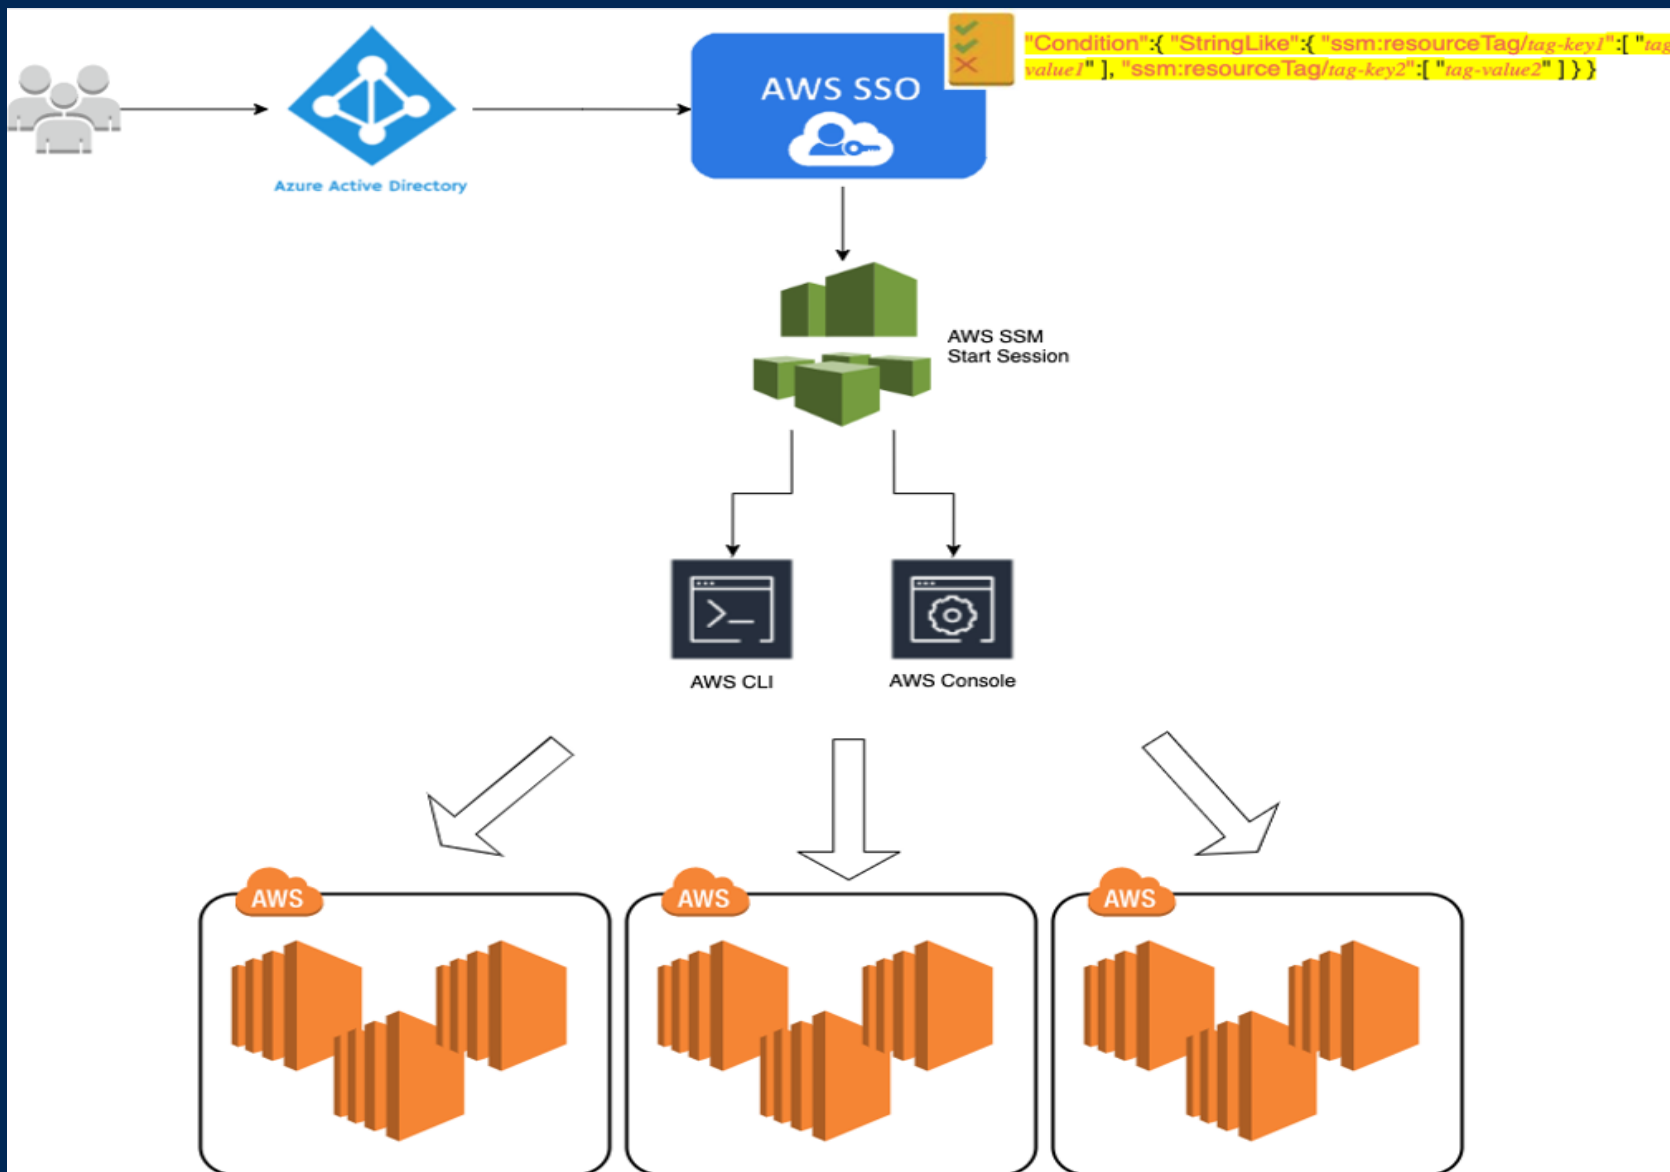 "Condition":{ "StringLike":{ "ssm:resourceTag/tag-key1":[ "tag
value1" ], "ssm:resourceTag/tag-key2":[ "tag-value2" ] } }
AWS SSO
Azure Active Directory
AWS SSM
Start Session
AWS CLI
AWS Console
AWS
AWS
AWS